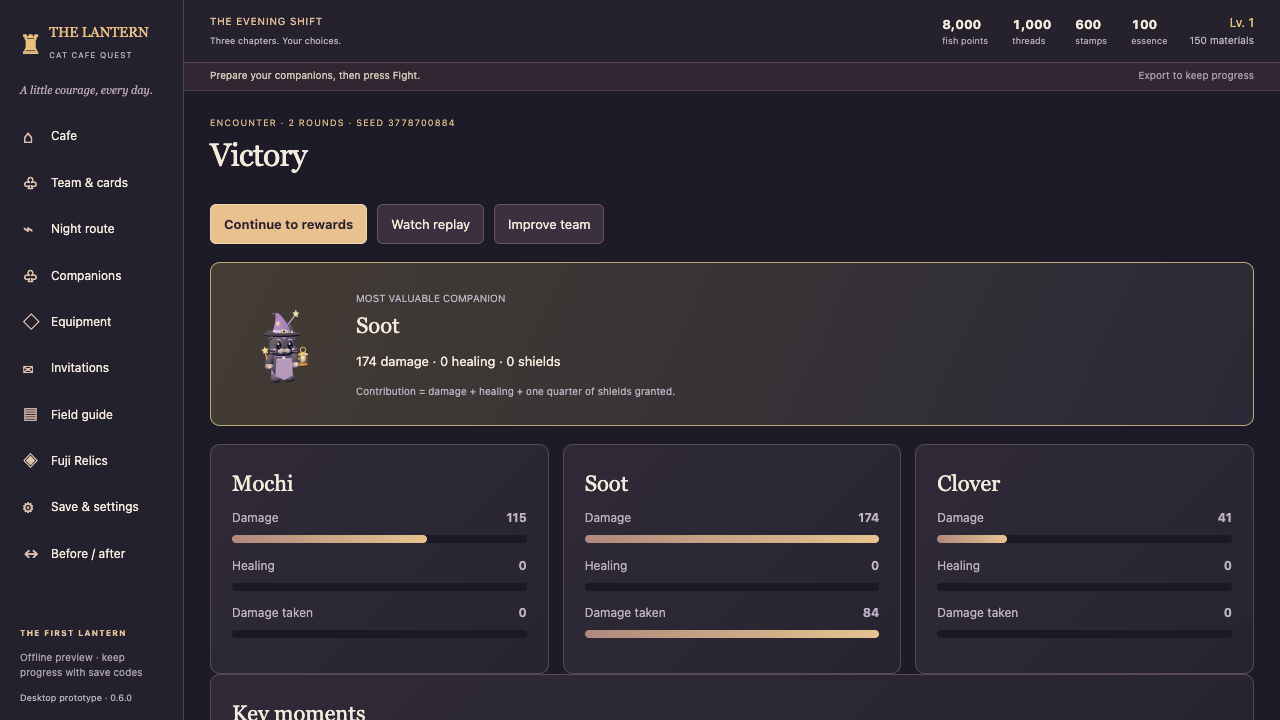 THE LANTERN
CAT CAFE QUEST
A little courage, every day.
Cafe
Team & cards
Night route
Companions
Equipment
Invitations
Field guide
Fuji Relics
Save & settings
Before / after
THE FIRST LANTERN
Offline preview · keep
progress with save codes
Desktop prototype · 0.6.0
THE EVENING SHIFT
Three chapters. Your choices.
8,000
fish points
1,000
threads
600
stamps
100
essence
Lv. 1
150 materials
Prepare your companions, then press Fight.
Export to keep progress
ENCOUNTER · 2 ROUNDS · SEED 3778700884
Victory
Continue to rewards
Watch replay
Improve team
MOST VALUABLE COMPANION
Soot
174 damage · 0 healing · 0 shields
Contribution = damage + healing + one quarter of shields granted.
Mochi
Damage 115
Healing 0
Damage taken 0
Soot
Damage 174
Healing 0
Damage taken 84
Clover
Damage 41
Healing 0
Damage taken 0
Key moments